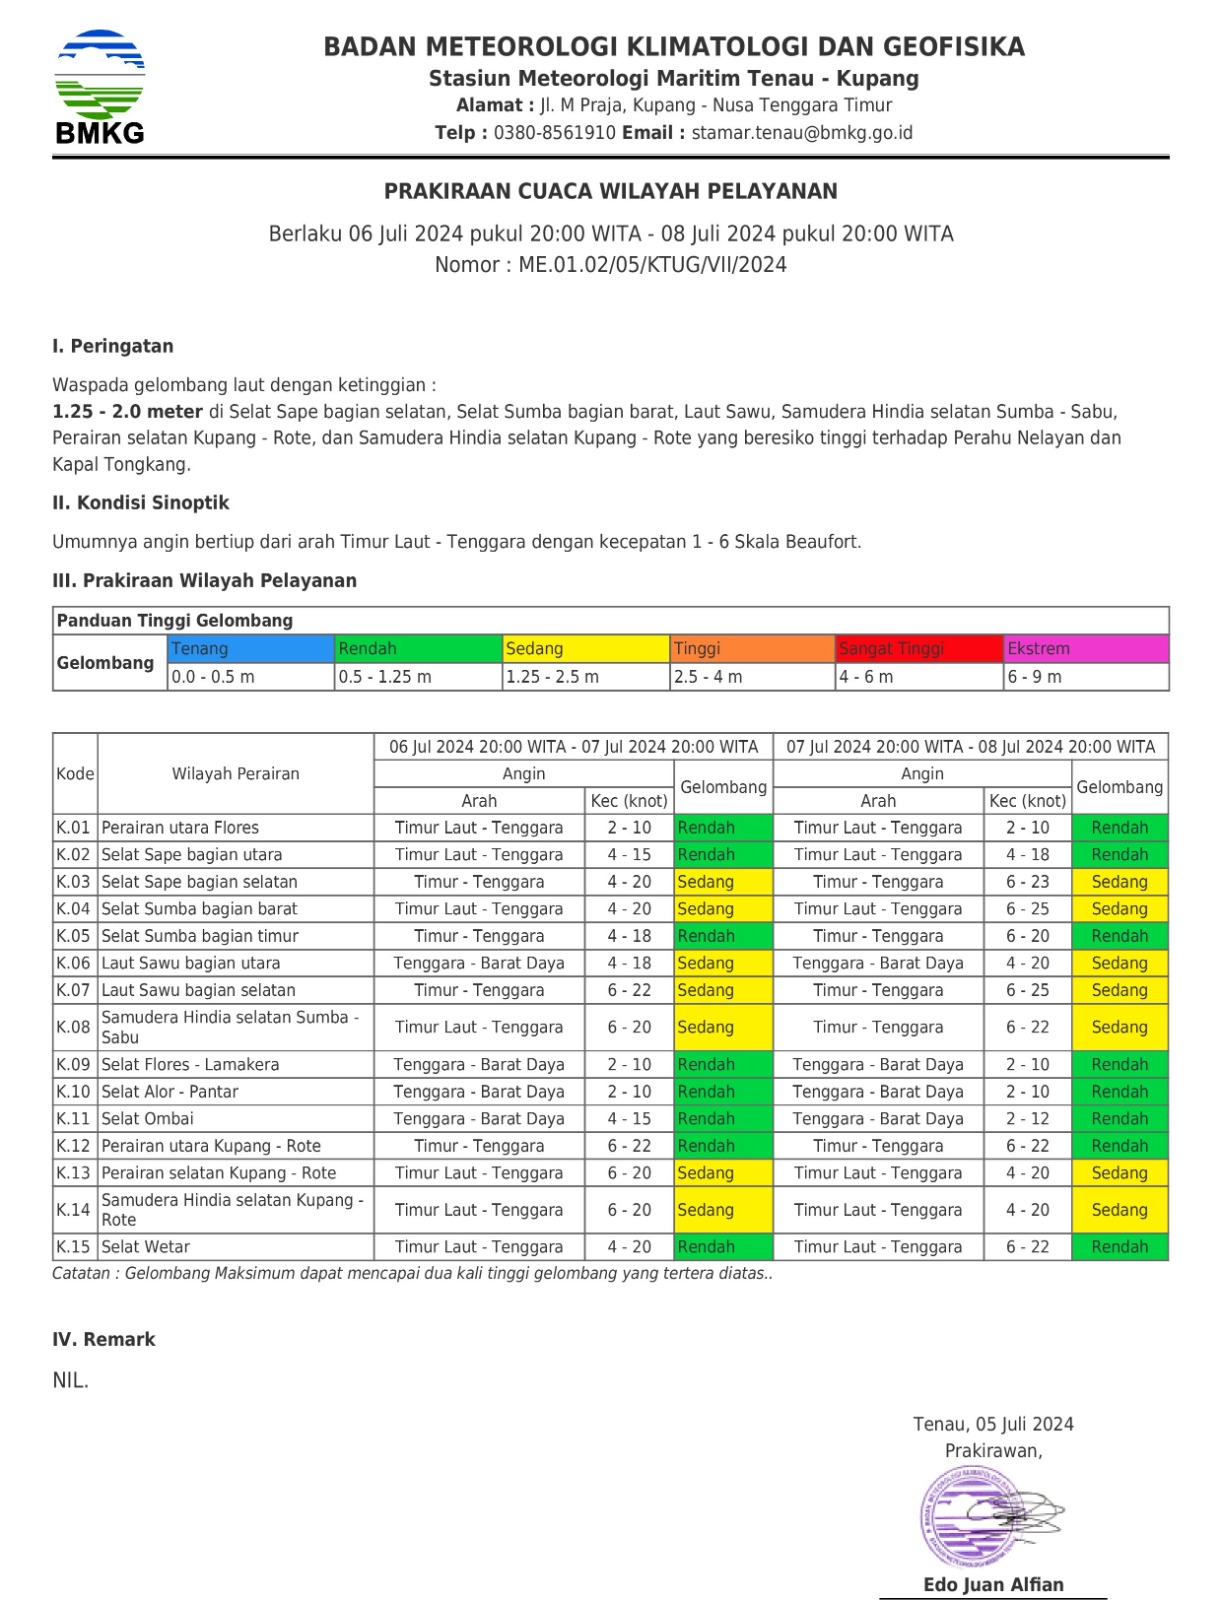 BMKG
BADAN METEOROLOGI KLIMATOLOGI DAN GEOFISIKA
Stasiun Meteorologi Maritim Tenau - Kupang
Alamat : Jl. M Praja, Kupang - Nusa Tenggara Timur
Telp : 0380-8561910 Email : stamar.tenau@bmkg.go.id
PRAKIRAAN CUACA WILAYAH PELAYANAN
Berlaku 06 Juli 2024 pukul 20:00 WITA - 08 Juli 2024 pukul 20:00 WITA
Nomor : ME.01.02/05/KTUG/VII/2024
I. Peringatan
Waspada gelombang laut dengan ketinggian :
1.25 - 2.0 meter di Selat Sape bagian selatan, Selat Sumba bagian barat, Laut Sawu, Samudera Hindia selatan Sumba - Sabu,
Perairan selatan Kupang - Rote, dan Samudera Hindia selatan Kupang - Rote yang beresiko tinggi terhadap Perahu Nelayan dan
Kapal Tongkang.
II. Kondisi Sinoptik
Umumnya angin bertiup dari arah Timur Laut - Tenggara dengan kecepatan 1 - 6 Skala Beaufort.
III. Prakiraan Wilayah Pelayanan
Panduan Tinggi Gelombang
Gelombang Tenang Rendah Sedang Tinggi Sangat Tinggi Ekstrem
0.0 - 0.5 m 0.5 - 1.25 m 1.25 - 2.5 m 2.5 - 4 m 4 - 6 m 6 - 9 m
Kode Wilayah Perairan 06 Jul 2024 20:00 WITA - 07 Jul 2024 20:00 WITA 07 Jul 2024 20:00 WITA - 08 Jul 2024 20:00 WITA
Angin Gelombang Angin Gelombang
Arah Kec (knot) Arah Kec (knot)
K.01 Perairan utara Flores Timur Laut - Tenggara 2 - 10 Rendah Timur Laut - Tenggara 2 - 10 Rendah
K.02 Selat Sape bagian utara Timur Laut - Tenggara 4 - 15 Rendah Timur Laut - Tenggara 4 - 18 Rendah
K.03 Selat Sape bagian selatan Timur - Tenggara 4 - 20 Sedang Timur - Tenggara 6 - 23 Sedang
K.04 Selat Sumba bagian barat Timur Laut - Tenggara 4 - 20 Sedang Timur Laut - Tenggara 6 - 25 Sedang
K.05 Selat Sumba bagian timur Timur - Tenggara 4 - 18 Rendah Timur - Tenggara 6 - 20 Rendah
K.06 Laut Sawu bagian utara Tenggara - Barat Daya 4 - 18 Sedang Tenggara - Barat Daya 4 - 20 Sedang
K.07 Laut Sawu bagian selatan Timur - Tenggara 6 - 22 Sedang Timur - Tenggara 6 - 25 Sedang
K.08 Samudera Hindia selatan Sumba - Sabu Timur Laut - Tenggara 6 - 20 Sedang Timur - Tenggara 6 - 22 Sedang
K.09 Selat Flores - Lamakera Tenggara - Barat Daya 2 - 10 Rendah Tenggara - Barat Daya 2 - 10 Rendah
K.10 Selat Alor - Pantar Tenggara - Barat Daya 2 - 10 Rendah Tenggara - Barat Daya 2 - 10 Rendah
K.11 Selat Ombai Tenggara - Barat Daya 4 - 15 Rendah Tenggara - Barat Daya 2 - 12 Rendah
K.12 Perairan utara Kupang - Rote Timur - Tenggara 6 - 22 Rendah Timur - Tenggara 6 - 22 Rendah
K.13 Perairan selatan Kupang - Rote Timur Laut - Tenggara 6 - 20 Sedang Timur Laut - Tenggara 4 - 20 Sedang
K.14 Samudera Hindia selatan Kupang - Rote Timur Laut - Tenggara 6 - 20 Sedang Timur Laut - Tenggara 4 - 20 Sedang
K.15 Selat Wetar Timur Laut - Tenggara 4 - 20 Rendah Timur Laut - Tenggara 6 - 22 Rendah
Catatan : Gelombang Maksimum dapat mencapai dua kali tinggi gelombang yang tertera diatas..
IV. Remark
NIL.
Tenau, 05 Juli 2024
Prakirawan,
Edo Juan Alfian